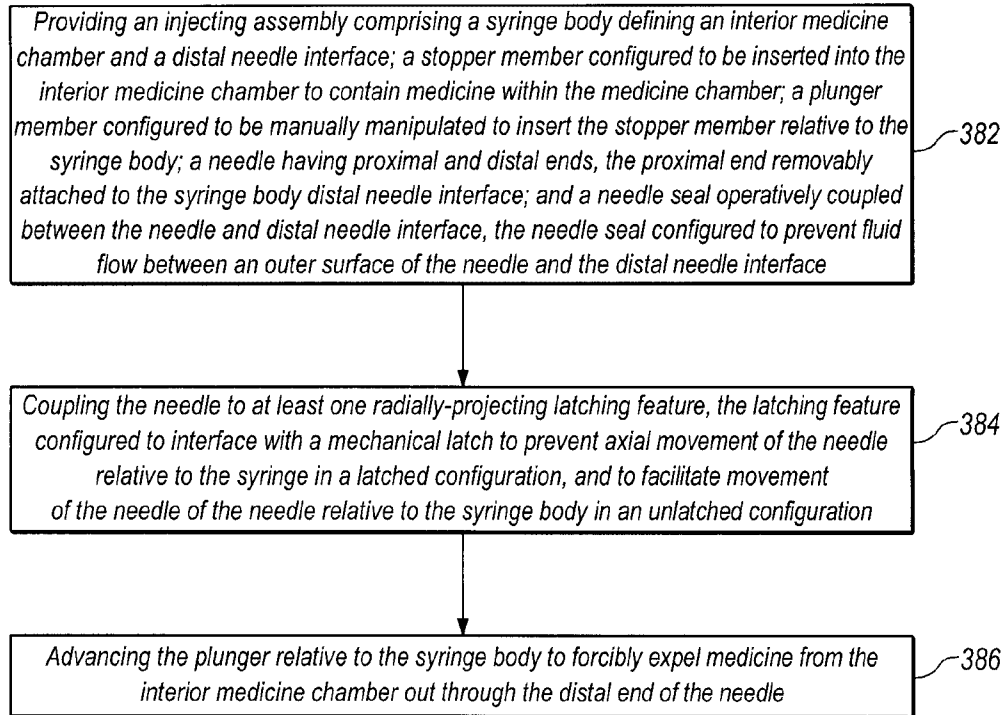 Providing an injecting assembly comprising a syringe body defining an interior medicine
chamber and a distal needle interface; a stopper member configured to be inserted into the
interior medicine chamber to contain medicine within the medicine chamber; a plunger
member configured to be manually manipulated to insert the stopper member relative to the
syringe body; a needle having proximal and distal ends, the proximal end removably
attached to the syringe body distal needle interface; and a needle seal operatively coupled
between the needle and distal needle interface, the needle seal configured to prevent fluid
flow between an outer surface of the needle and the distal needle interface
382
Coupling the needle to at least one radially-projecting latching feature, the latching feature
configured to interface with a mechanical latch to prevent axial movement of the needle
relative to the syringe in a latched configuration, and to facilitate movement
of the needle of the needle relative to the syringe body in an unlatched configuration
384
Advancing the plunger relative to the syringe body to forcibly expel medicine from the
interior medicine chamber out through the distal end of the needle
386